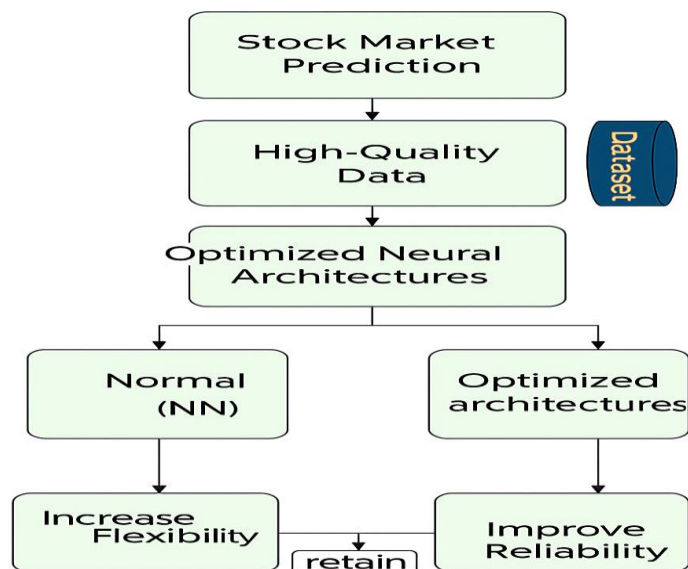 Stock Market
Prediction
High-Quality
Data
Dataset
Optimized Neural
Architectures
Normal
(NN)
Optimized
architectures
Increase
Flexibility
Improve
Reliability
retain